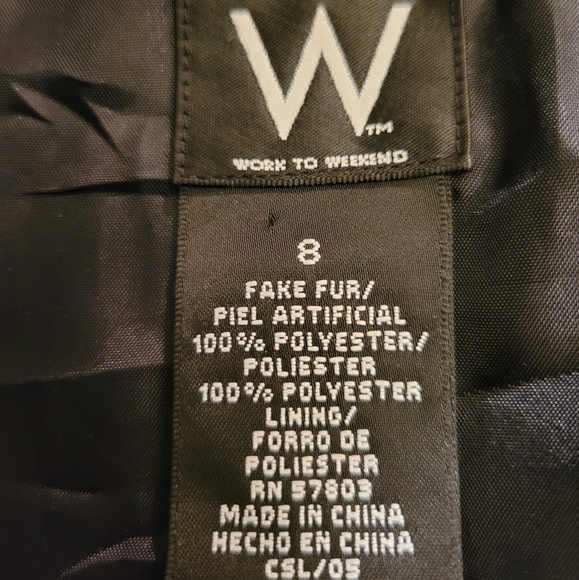 W™
WORK TO WEEKEND
8
FAKE FUR/
PIEL ARTIFICIAL
100% POLYESTER/
POLIESTER
100% POLYESTER
LINING/
FORRO DE
POLIESTER
RN 57803
MADE IN CHINA
HECHO EN CHINA
CSL/05